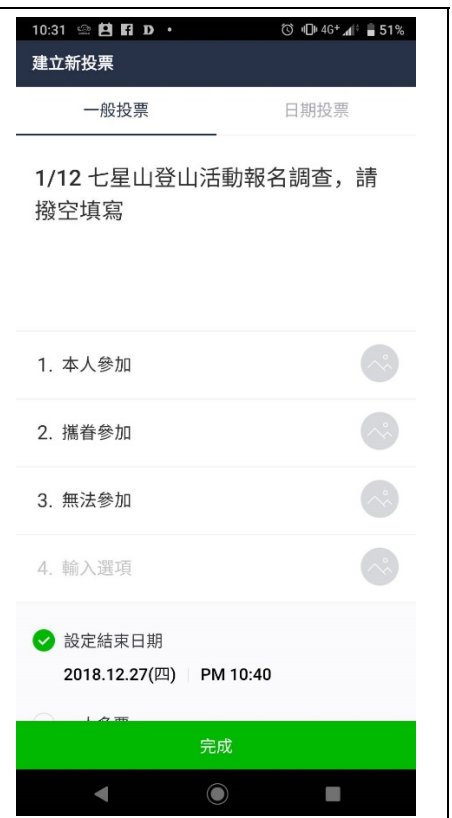 10:31 4G+ 51%
建立新投票
一般投票 日期投票
1/12 七星山登山活動報名調查，請
撥空填寫
1. 本人參加
2. 攜眷參加
3. 無法參加
4. 輸入選項
設定結束日期
2018.12.27(四) PM 10:40
完成